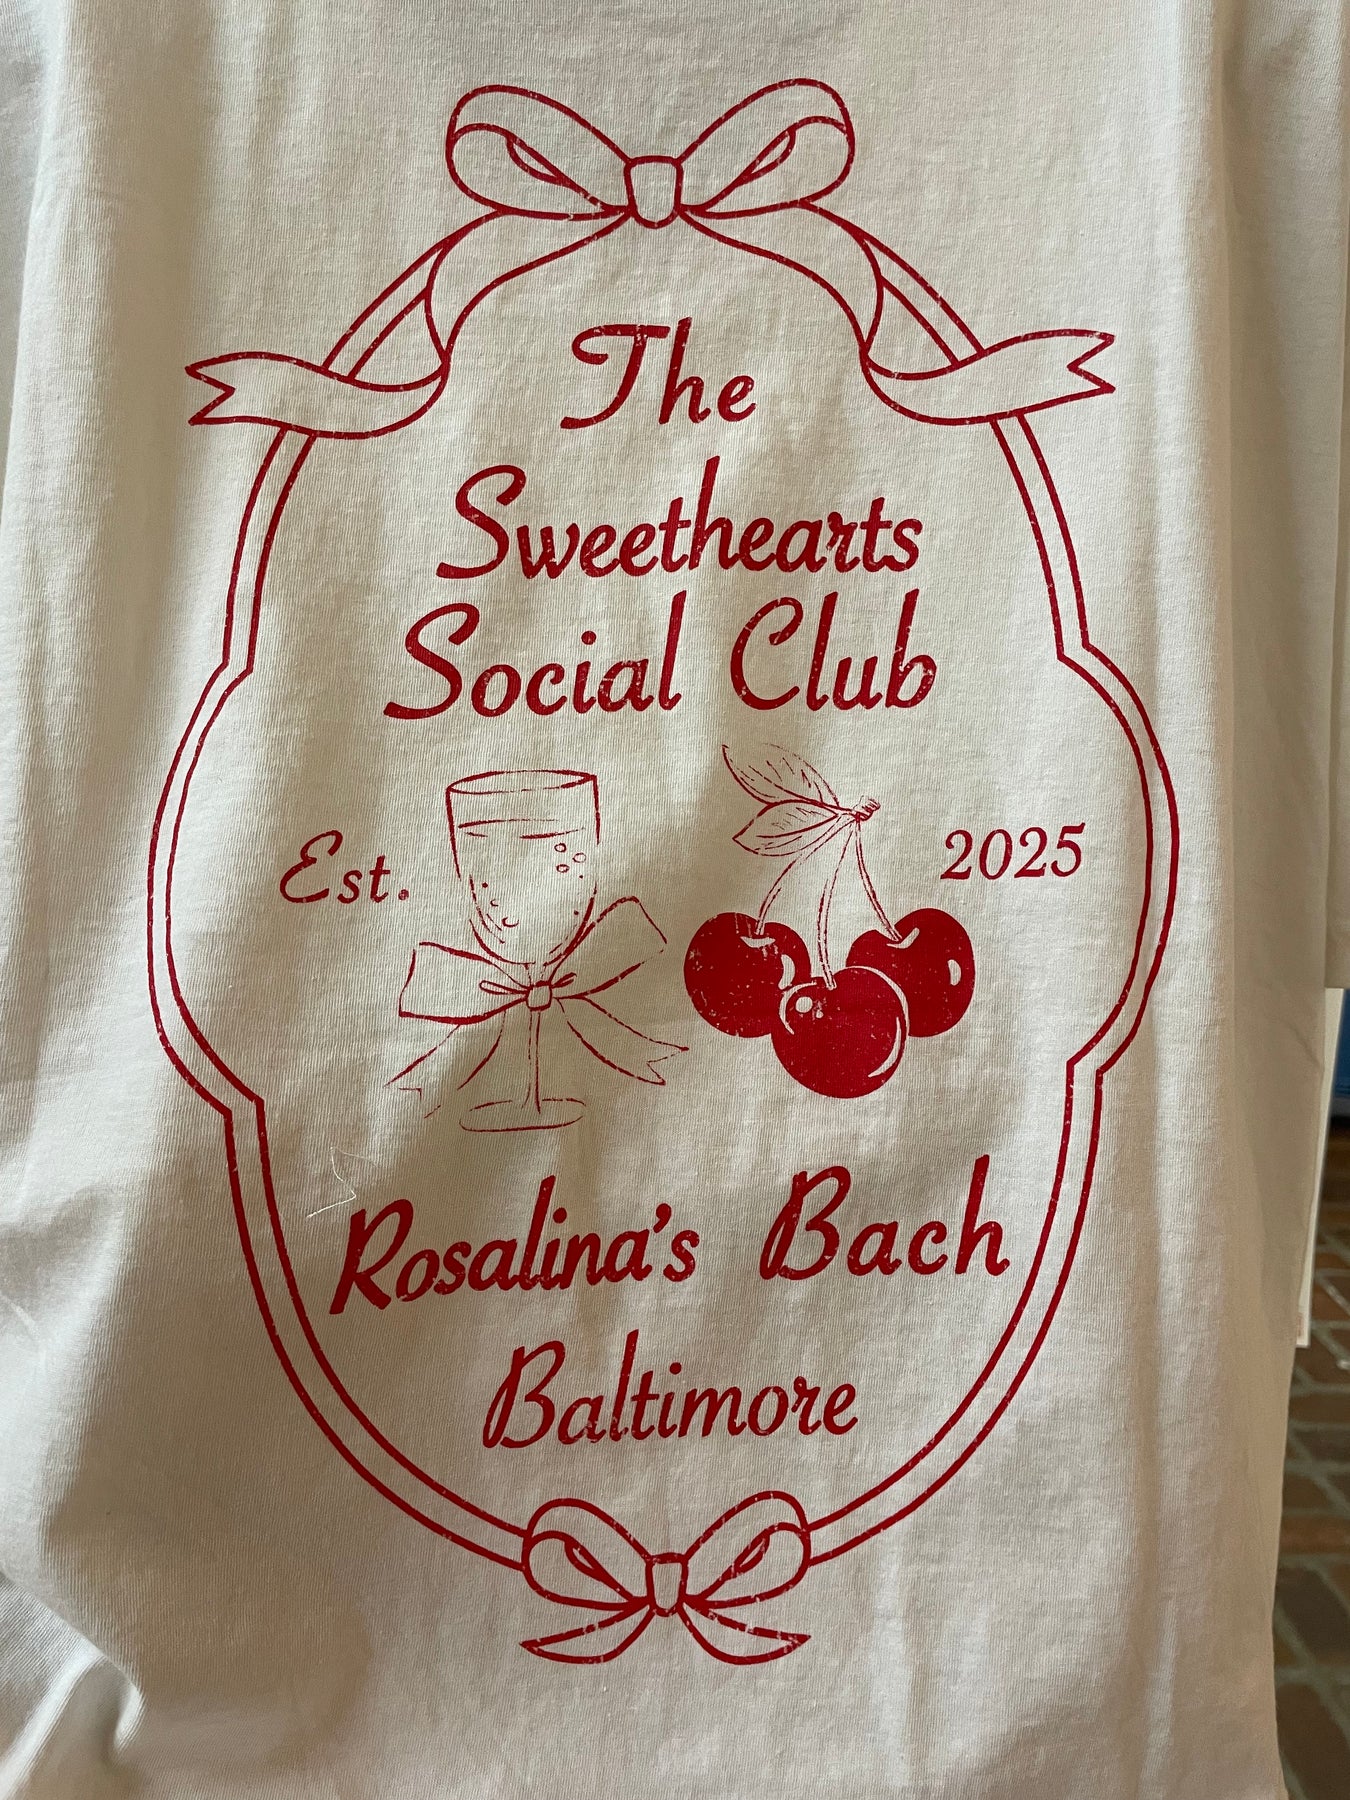 The
Sweethearts
Social Club
Est. 2025
Rosalina's Bach
Baltimore